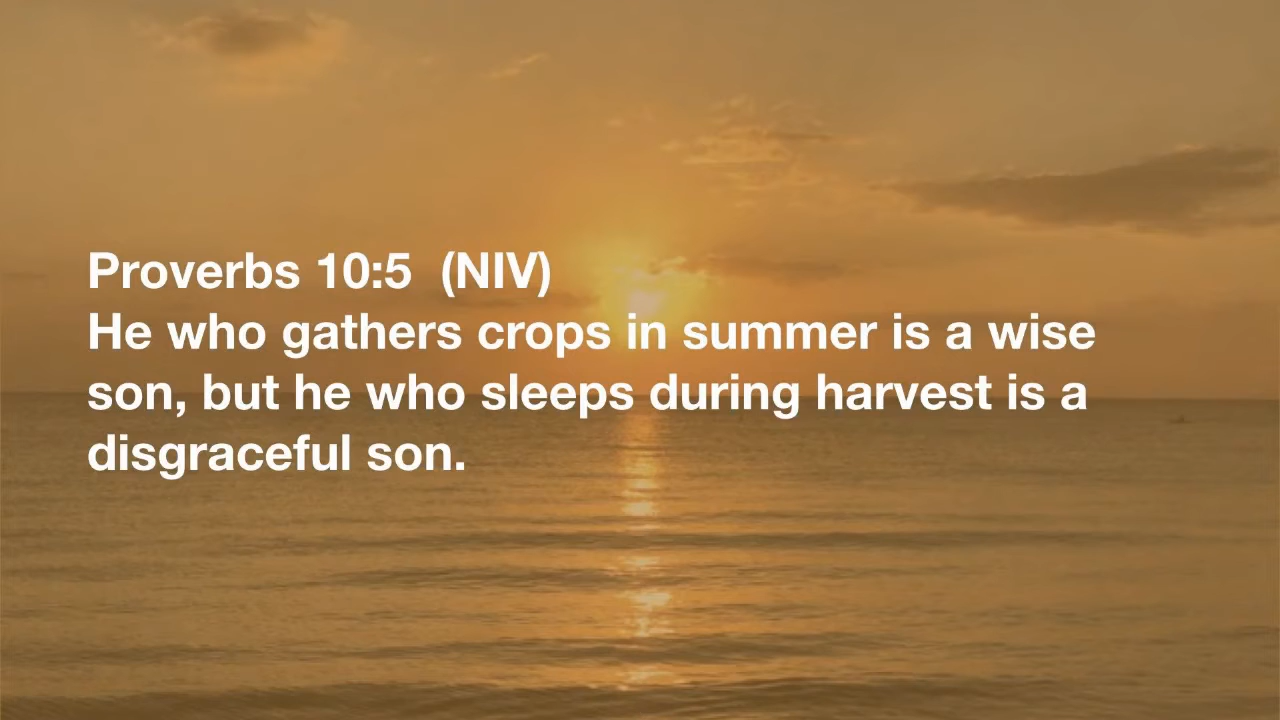 Proverbs 10:5  (NIV)
He who gathers crops in summer is a wise
son, but he who sleeps during harvest is a
disgraceful son.